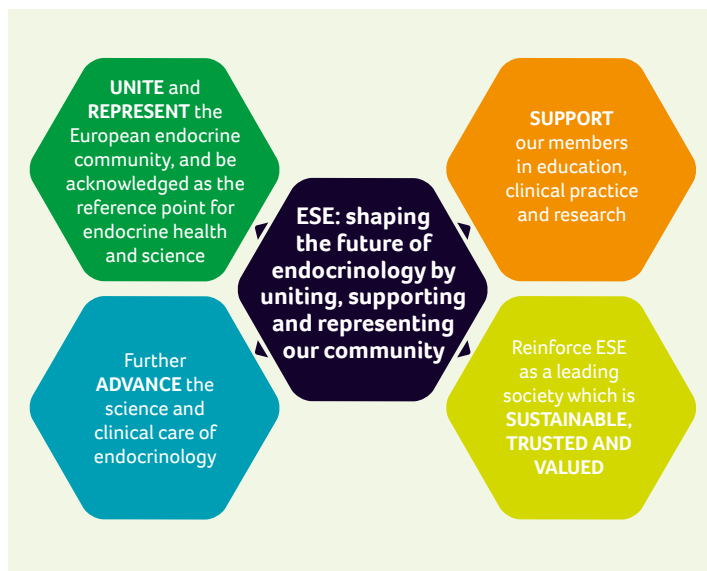 UNITE and
REPRESENT the
European endocrine
community, and be
acknowledged as the
reference point for
endocrine health
and science
SUPPORT
our members
in education,
clinical practice
and research
ESE: shaping
the future of
endocrinology by
uniting, supporting
and representing
our community
Further
ADVANCE the
science and
clinical care of
endocrinology
Reinforce ESE
as a leading
society which is
SUSTAINABLE,
TRUSTED AND
VALUED